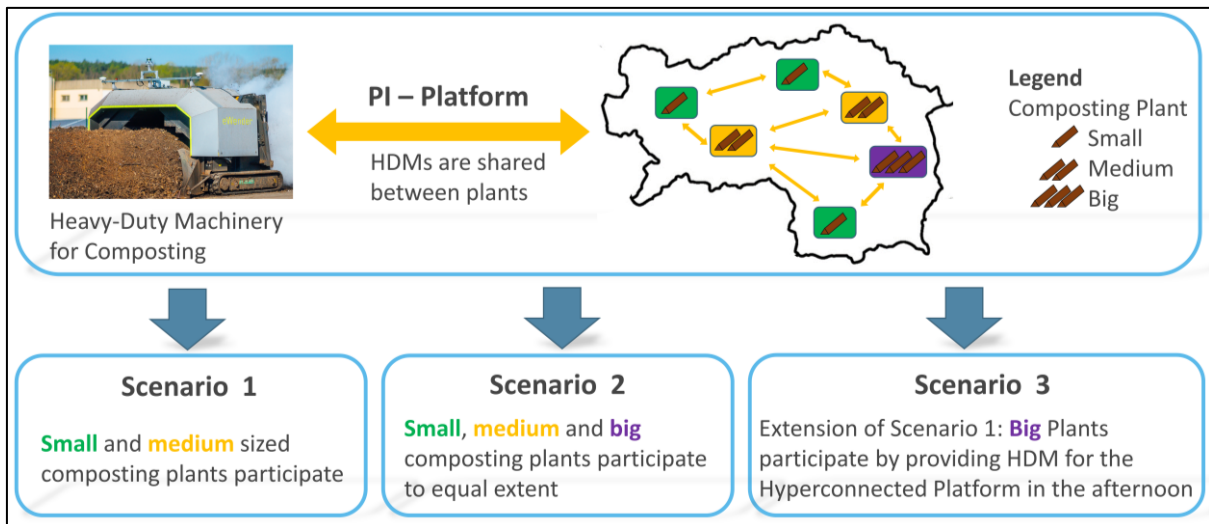 PI – Platform
HDMs are shared
between plants
Heavy-Duty Machinery
for Composting
Legend
Composting Plant
Small
Medium
Big
Scenario 1
Small and medium sized
composting plants participate
Scenario 2
Small, medium and big
composting plants participate
to equal extent
Scenario 3
Extension of Scenario 1: Big Plants
participate by providing HDM for the
Hyperconnected Platform in the afternoon